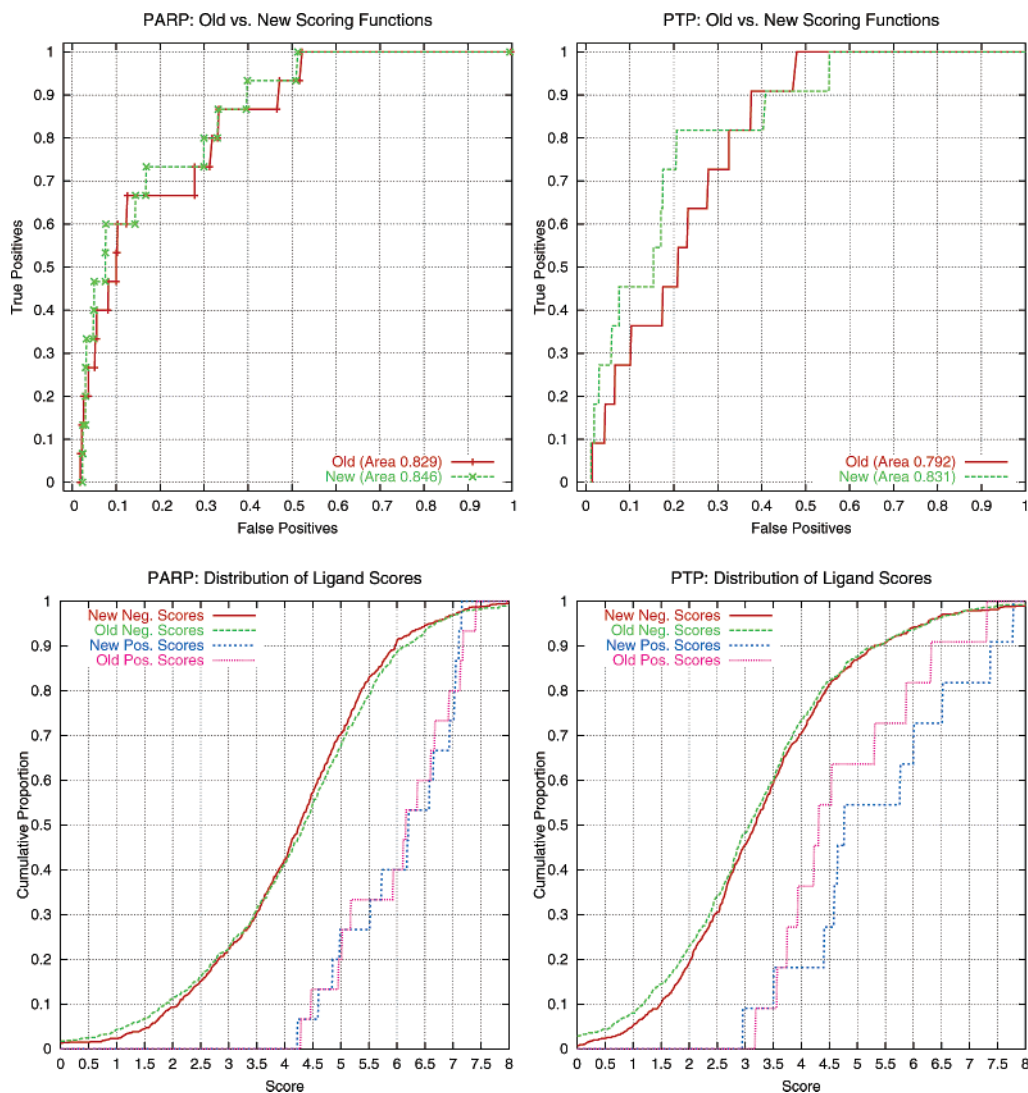 PARP: Old vs. New Scoring Functions
True Positives
1
0.9
0.8
0.7
0.6
0.5
0.4
0.3
0.2
0.1
0
Old (Area 0.829)
New (Area 0.846)
0 0.1 0.2 0.3 0.4 0.5 0.6 0.7 0.8 0.9 1
False Positives
PTP: Old vs. New Scoring Functions
True Positives
1
0.9
0.8
0.7
0.6
0.5
0.4
0.3
0.2
0.1
0
Old (Area 0.792)
New (Area 0.831)
0 0.1 0.2 0.3 0.4 0.5 0.6 0.7 0.8 0.9 1
False Positives
PARP: Distribution of Ligand Scores
Cumulative Proportion
1
0.9
0.8
0.7
0.6
0.5
0.4
0.3
0.2
0.1
0
New Neg. Scores
Old Neg. Scores
New Pos. Scores
Old Pos. Scores
0 0.5 1 1.5 2 2.5 3 3.5 4 4.5 5 5.5 6 6.5 7 7.5 8
Score
PTP: Distribution of Ligand Scores
Cumulative Proportion
1
0.9
0.8
0.7
0.6
0.5
0.4
0.3
0.2
0.1
0
New Neg. Scores
Old Neg. Scores
New Pos. Scores
Old Pos. Scores
0 0.5 1 1.5 2 2.5 3 3.5 4 4.5 5 5.5 6 6.5 7 7.5 8
Score